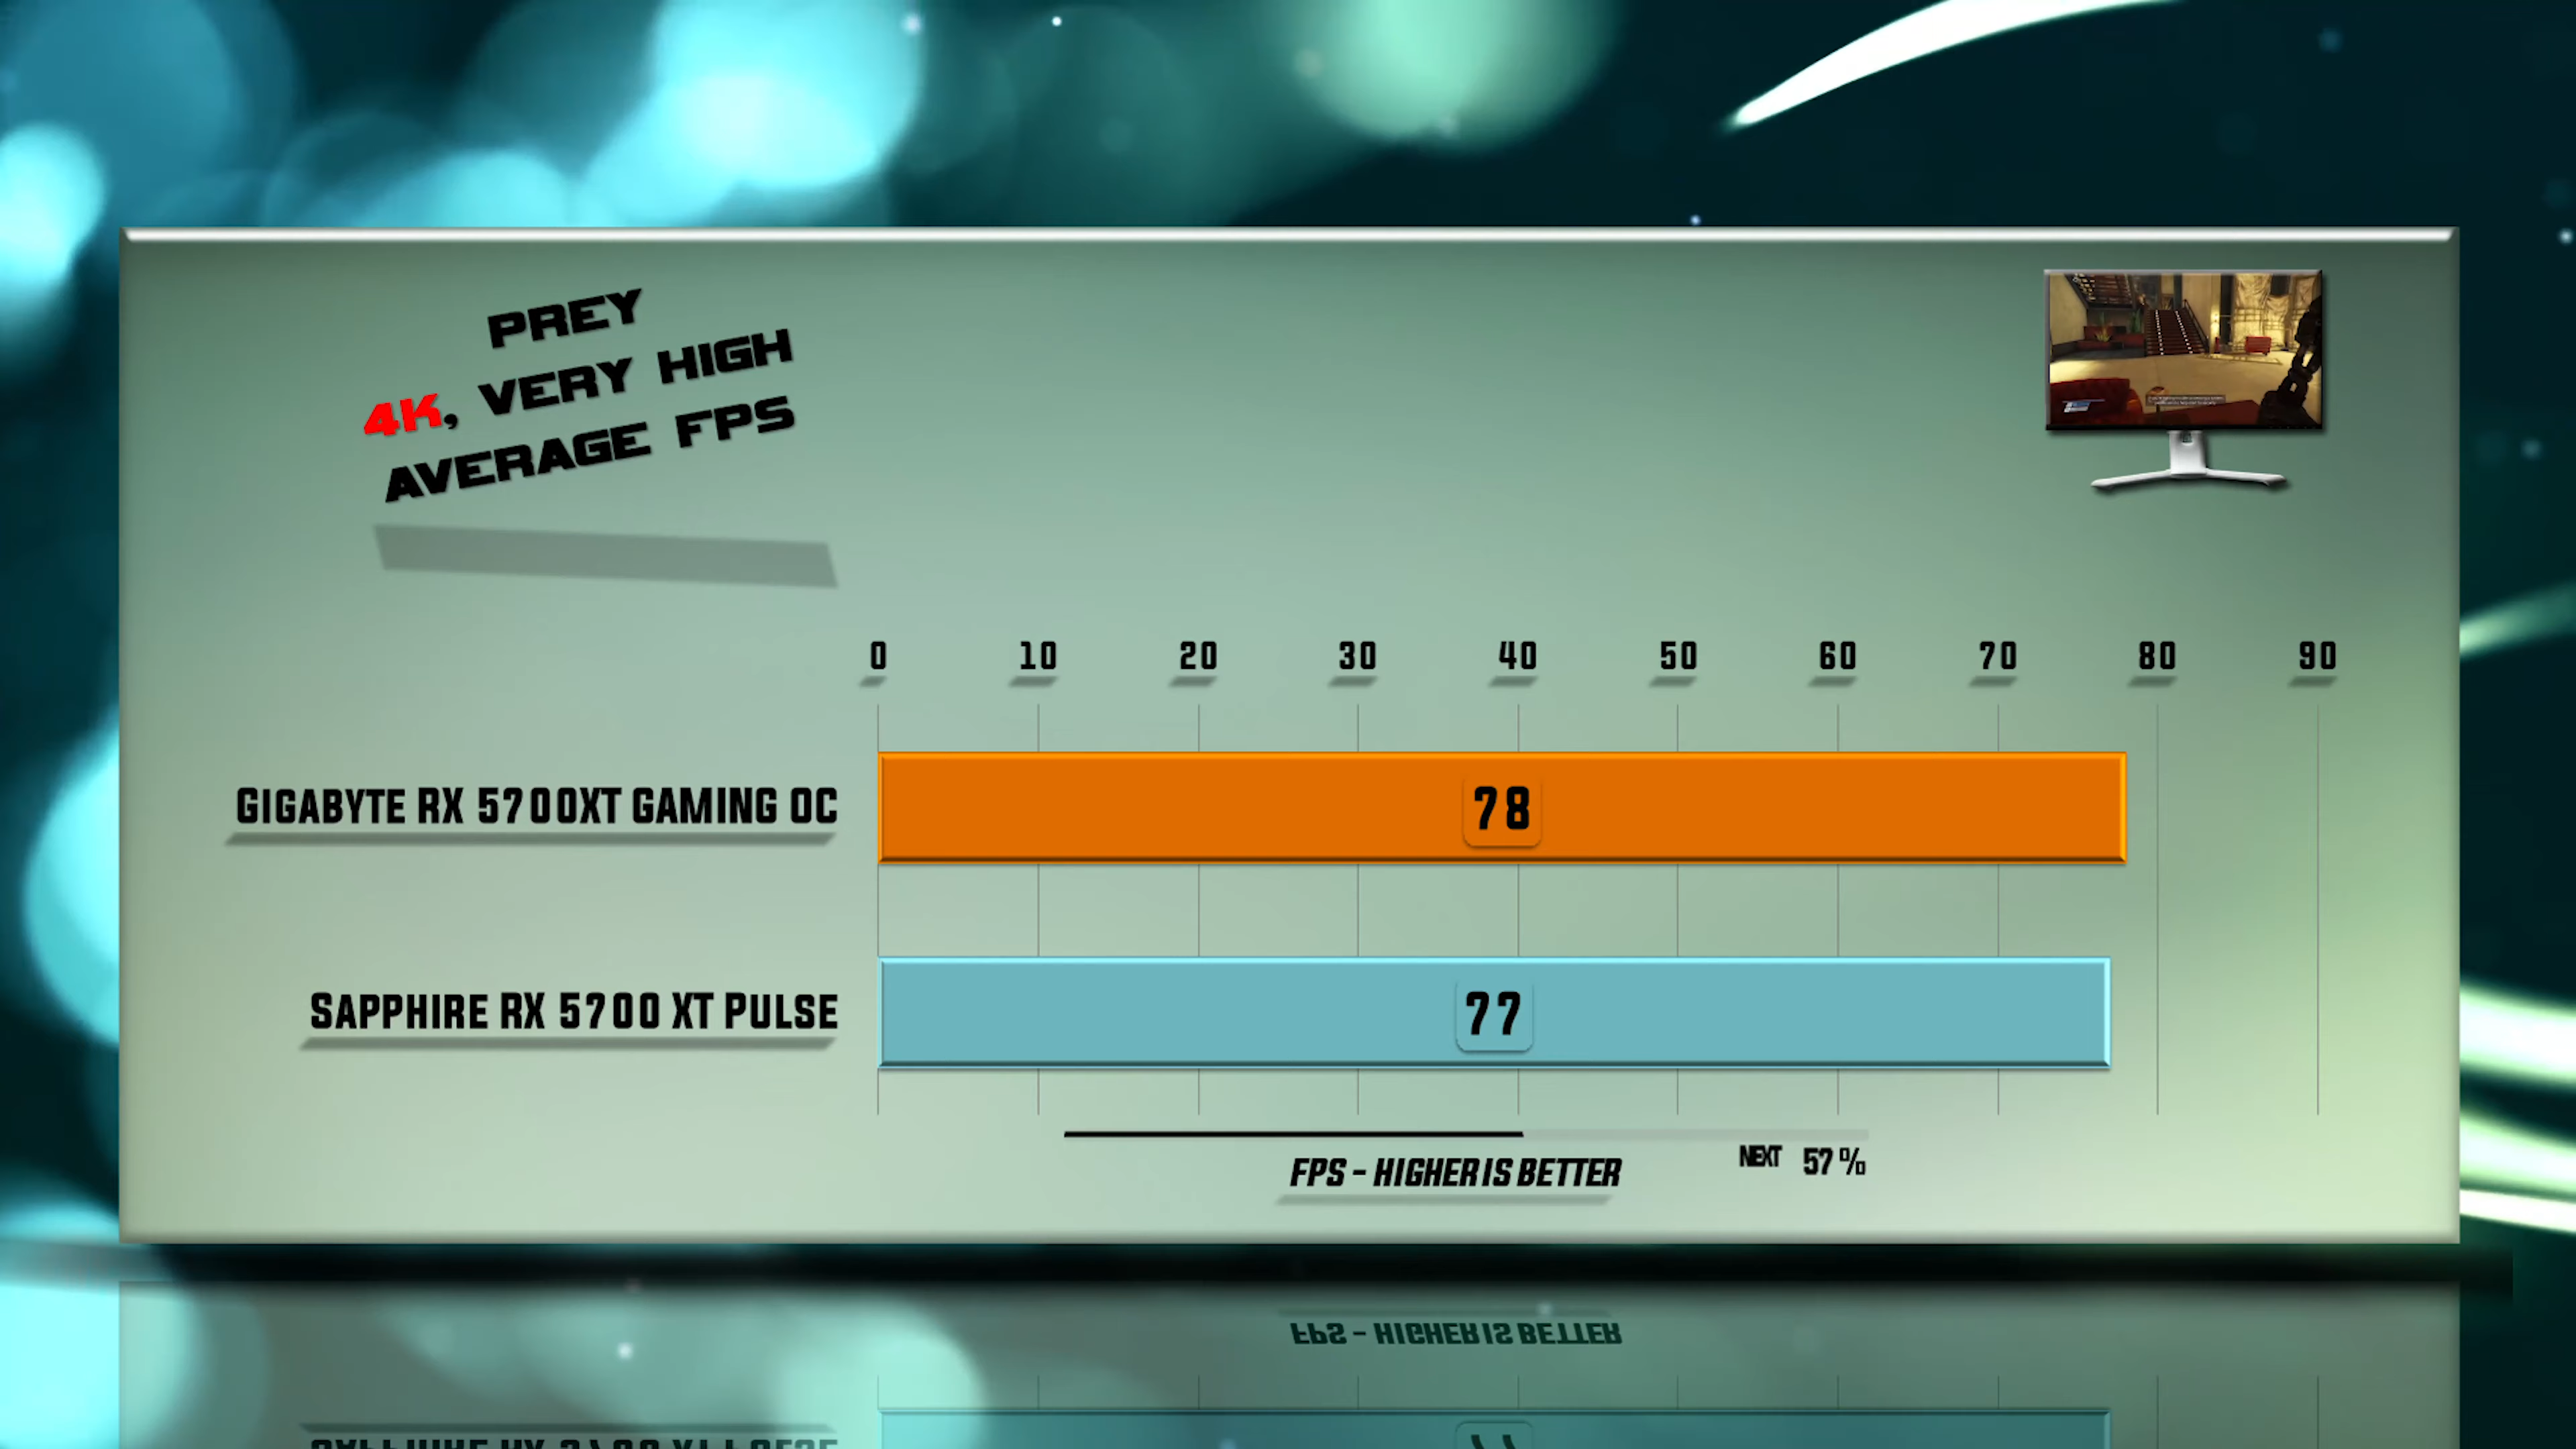 PREY
4K, VERY HIGH
AVERAGE FPS
0 10 20 30 40 50 60 70 80 90
GIGABYTE RX 5700XT GAMING OC
78
SAPPHIRE RX 5700 XT PULSE
77
FPS - HIGHER IS BETTER
NEXT 57%